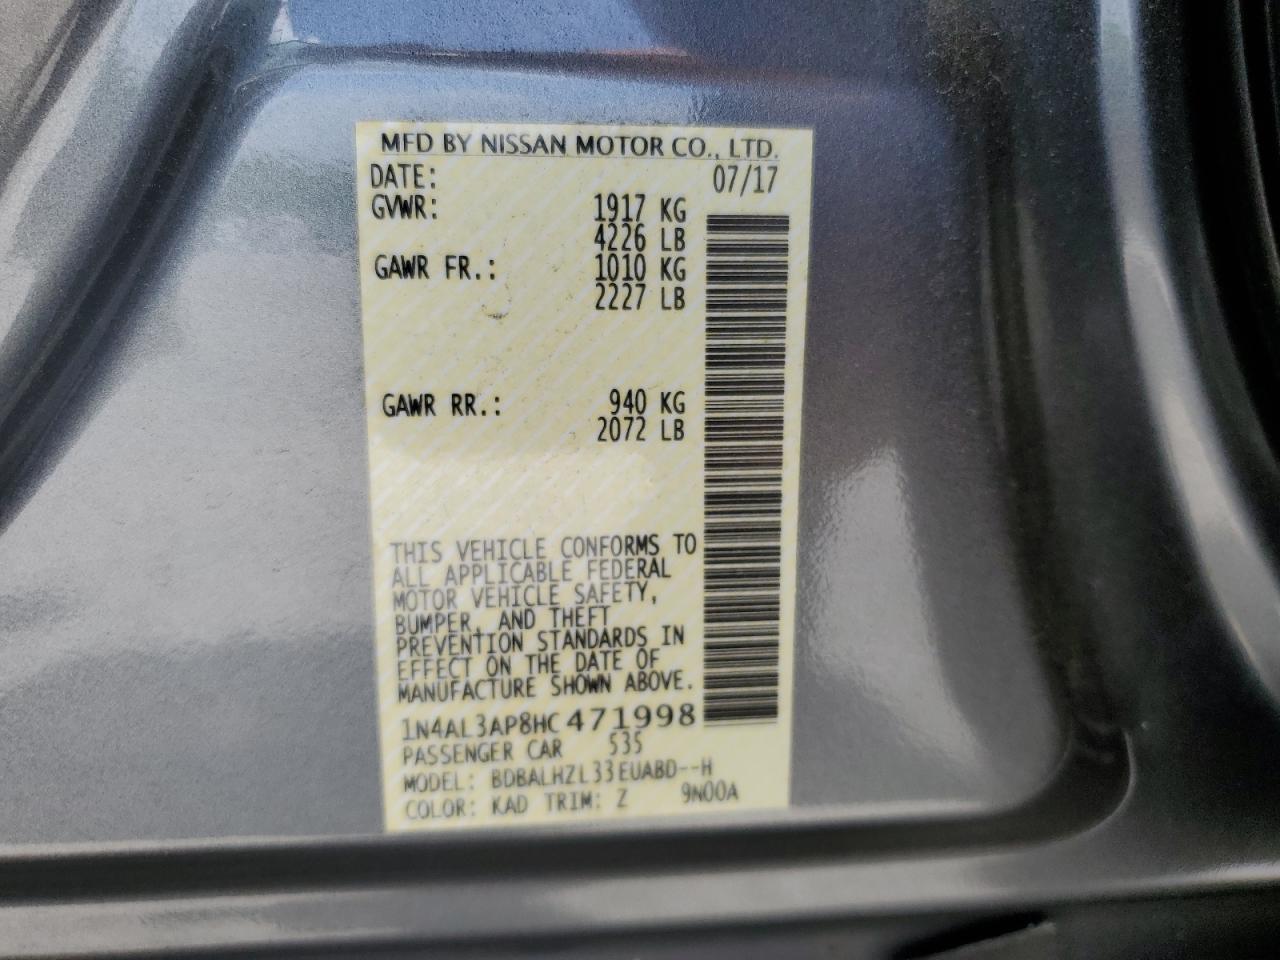 MFD BY NISSAN MOTOR CO., LTD.
DATE: 07/17
GVWR: 1917 KG
4226 LB
GAWR FR.: 1010 KG
2227 LB
GAWR RR.: 940 KG
2072 LB
THIS VEHICLE CONFORMS TO
ALL APPLICABLE FEDERAL
MOTOR VEHICLE SAFETY,
BUMPER, AND THEFT
PREVENTION STANDARDS IN
EFFECT ON THE DATE OF
MANUFACTURE SHOWN ABOVE.
1N4AL3AP8HC471998
PASSENGER CAR 535
MODEL: BDBALHZL33EUABD--H
COLOR: KAD TRIM: Z 9N00A